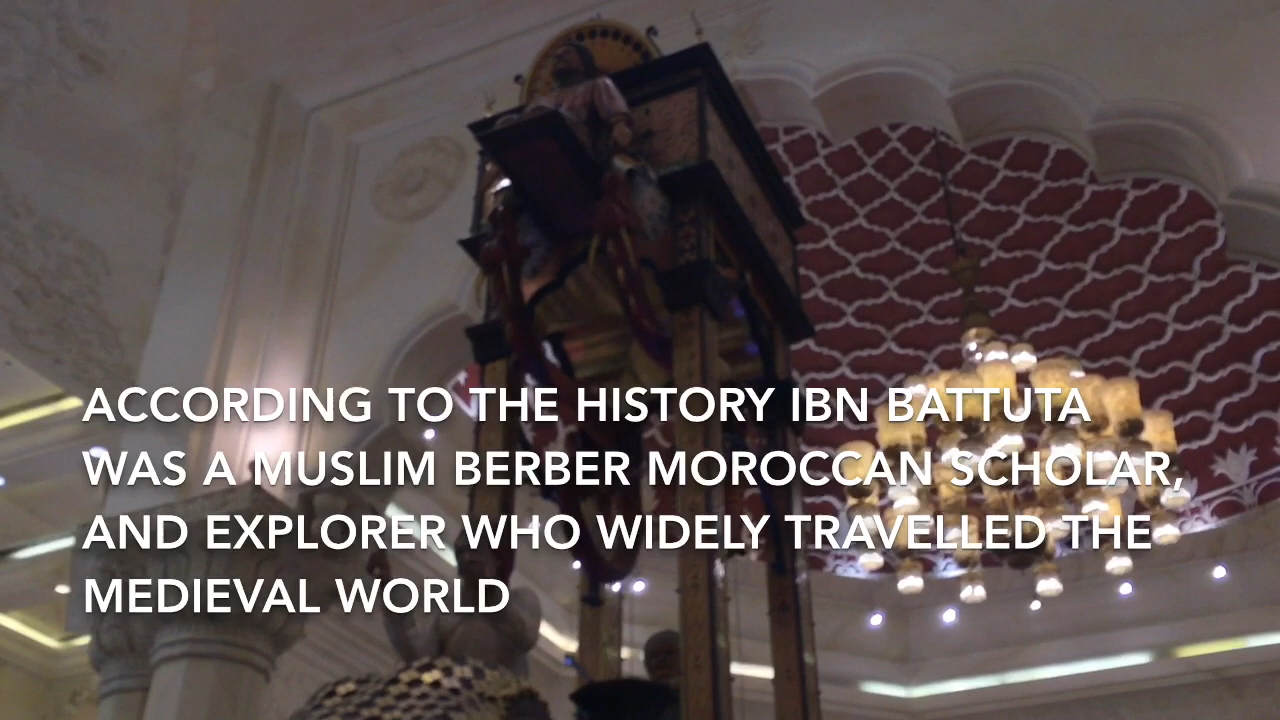 ACCORDING TO THE HISTORY IBN BATTUTA
WAS A MUSLIM BERBER MOROCCAN SCHOLAR,
AND EXPLORER WHO WIDELY TRAVELLED THE
MEDIEVAL WORLD